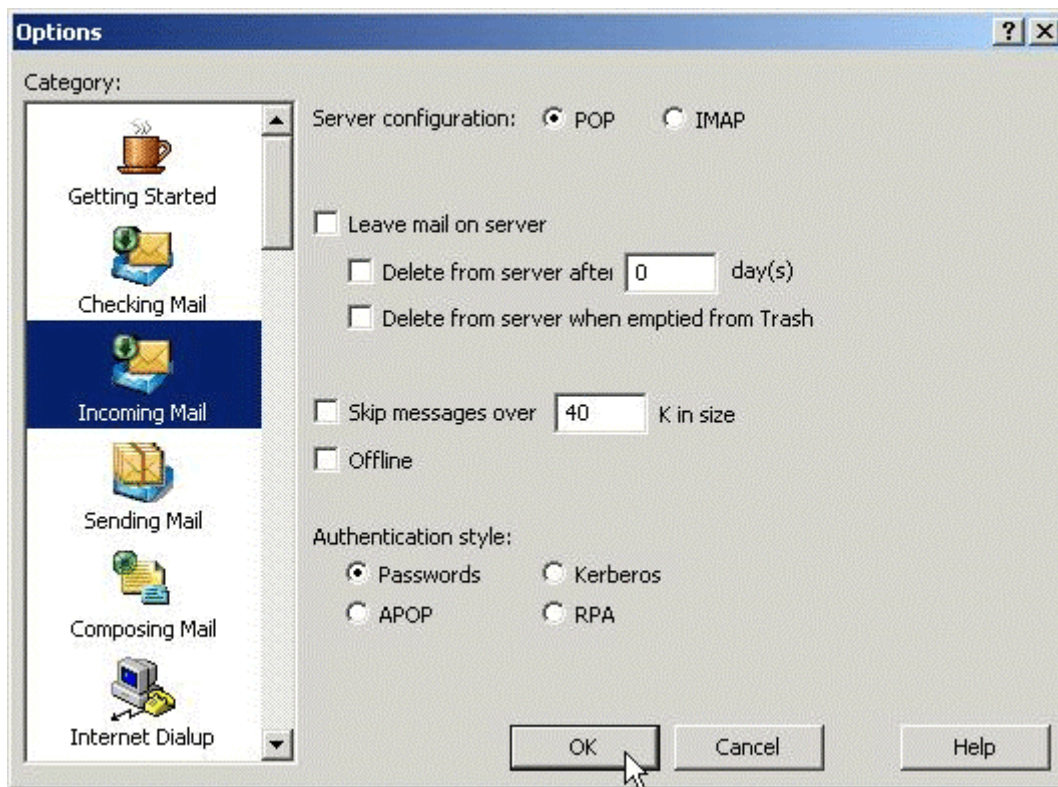 Options
Category:
Getting Started
Checking Mail
Incoming Mail
Sending Mail
Composing Mail
Internet Dialup
Server configuration: POP IMAP
Leave mail on server
Delete from server after 0 day(s)
Delete from server when emptied from Trash
Skip messages over 40 K in size
Offline
Authentication style:
Passwords Kerberos
APOP RPA
OK Cancel Help